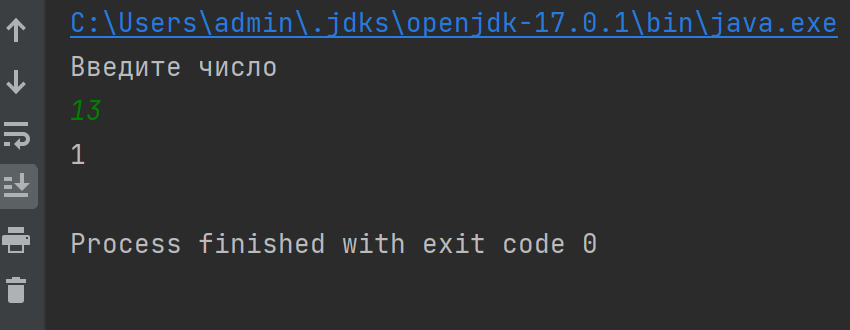 C:\Users\admin\.jdks\openjdk-17.0.1\bin\java.exe
Введите число
13
1
Process finished with exit code 0